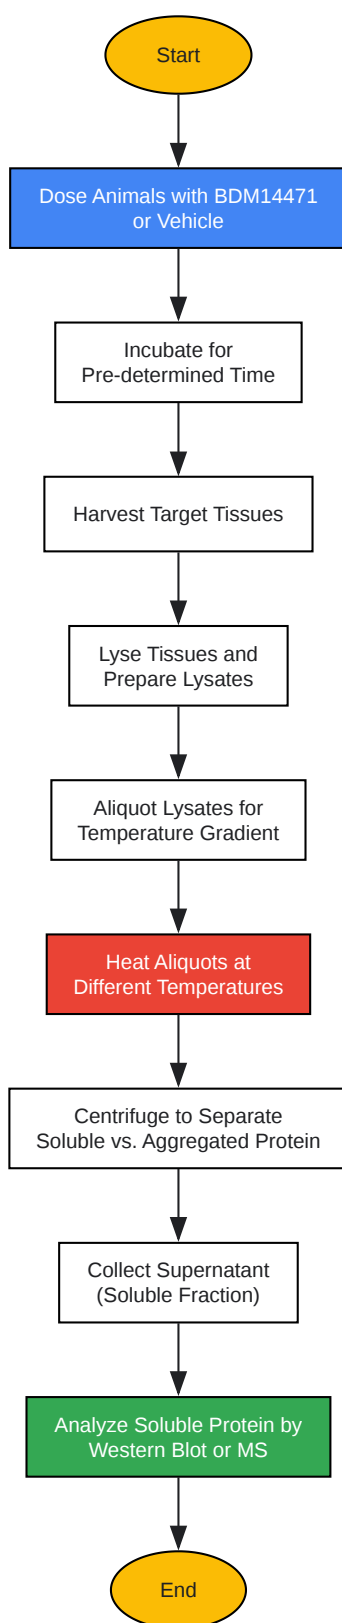 Start
Dose Animals with BDM14471
or Vehicle
Incubate for
Pre-determined Time
Harvest Target Tissues
Lyse Tissues and
Prepare Lysates
Aliquot Lysates for
Temperature Gradient
Heat Aliquots at
Different Temperatures
Centrifuge to Separate
Soluble vs. Aggregated Protein
Collect Supernatant
(Soluble Fraction)
Analyze Soluble Protein by
Western Blot or MS
End